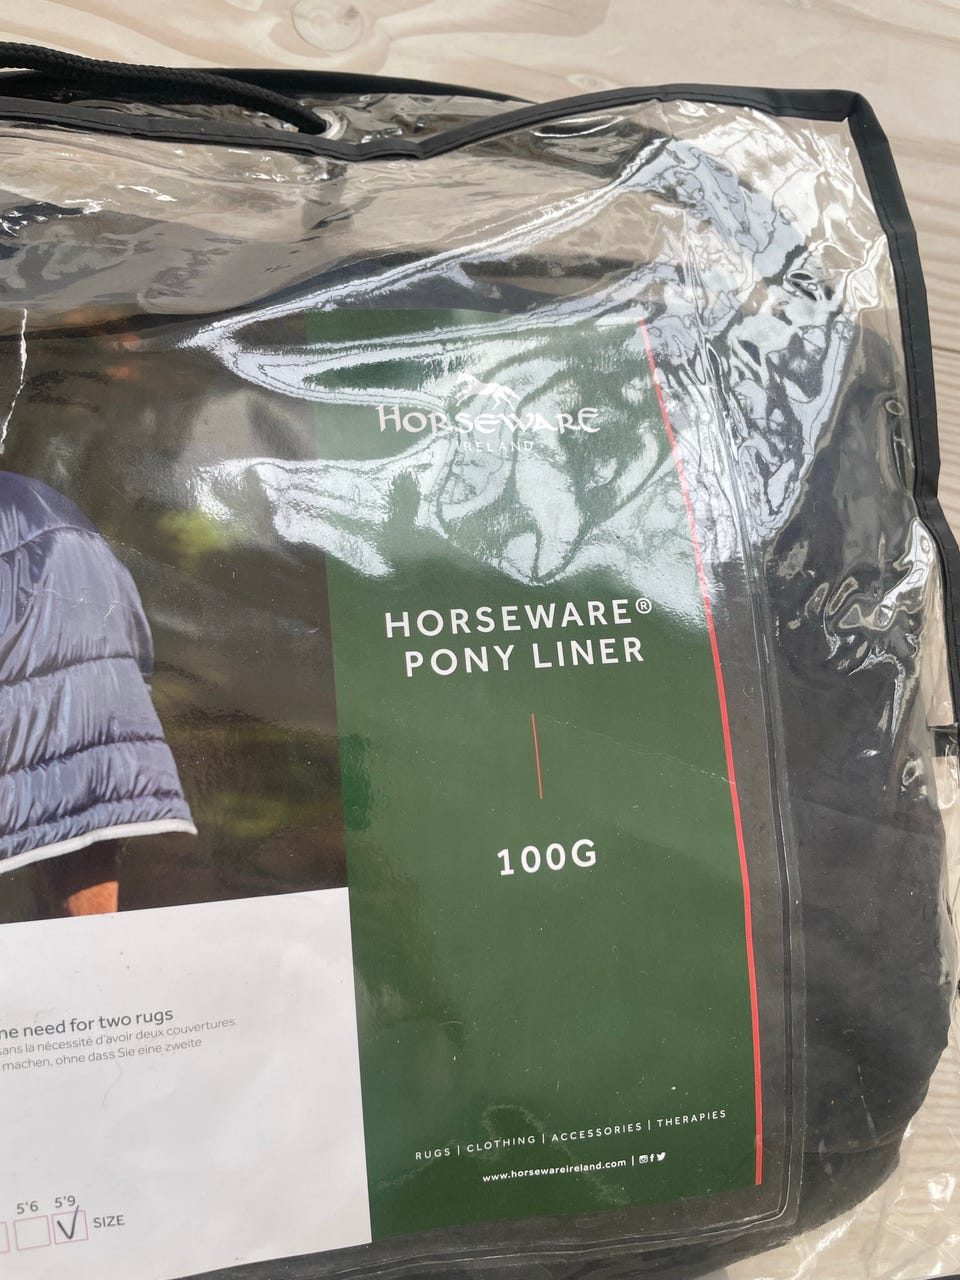 HORSEWARE
IRELAND
HORSEWARE®
PONY LINER
100G
need for two rugs
sans la nécessité d'avoir deux couvertures.
machen, ohne dass Sie eine zweite
RUGS | CLOTHING | ACCESSORIES | THERAPIES
www.horsewareireland.com |
5'6 5'9
SIZE